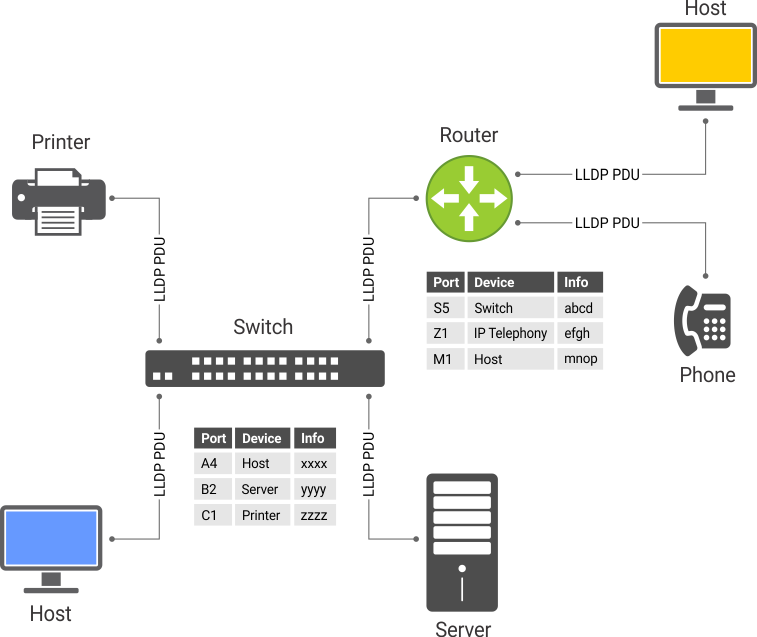 Host
Printer
Router
LLDP PDU
LLDP PDU
LLDP PDU
LLDP PDU
Port Device Info
S5 Switch abcd
Z1 IP Telephony efgh
M1 Host mnop
Switch
Phone
LLDP PDU
LLDP PDU
Port Device Info
A4 Host xxxx
B2 Server yyyy
C1 Printer zzzz
Host
Server